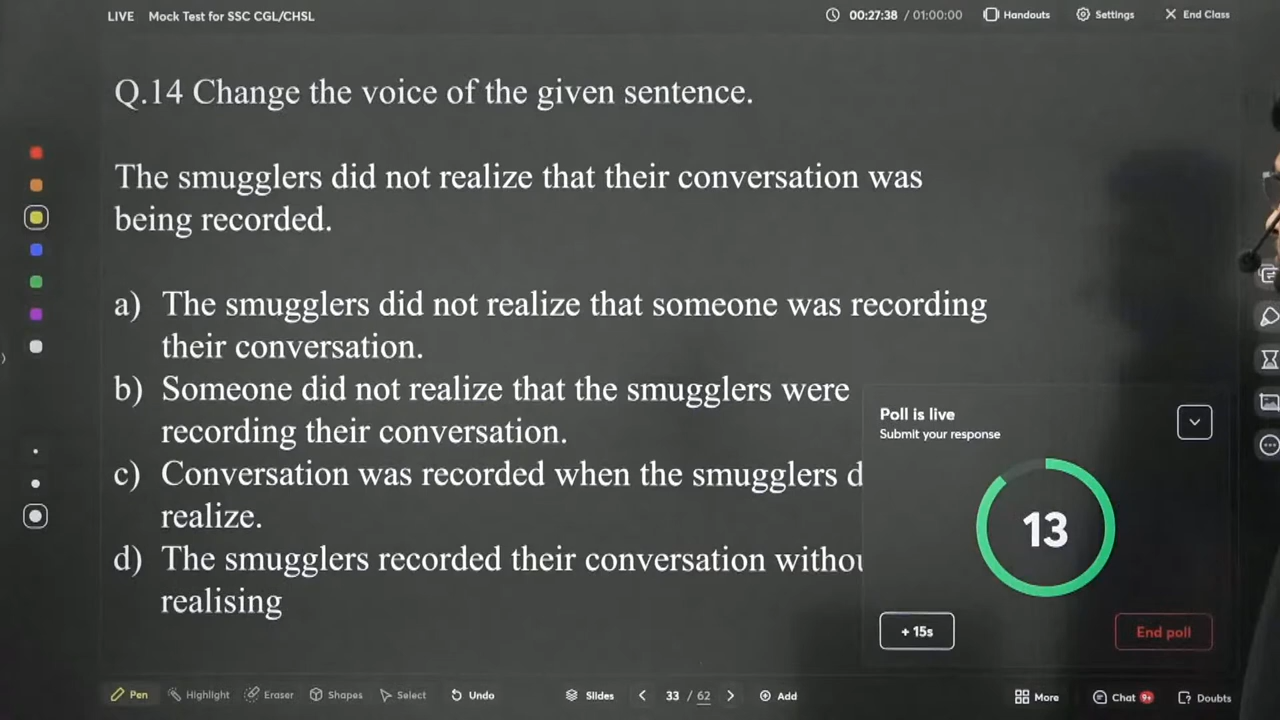 LIVE Mock Test for SSC CGL/CHSL 00:27:38 / 01:00:00 Handouts Settings End Class
Q.14 Change the voice of the given sentence.
The smugglers did not realize that their conversation was
being recorded.
a) The smugglers did not realize that someone was recording
their conversation.
b) Someone did not realize that the smugglers were
recording their conversation.
c) Conversation was recorded when the smugglers d
realize.
d) The smugglers recorded their conversation withou
realising
Poll is live
Submit your response
13
+ 15s End poll
Pen Highlight Eraser Shapes Select Undo Slides 33 / 62 Add More Chat 9+ Doubts